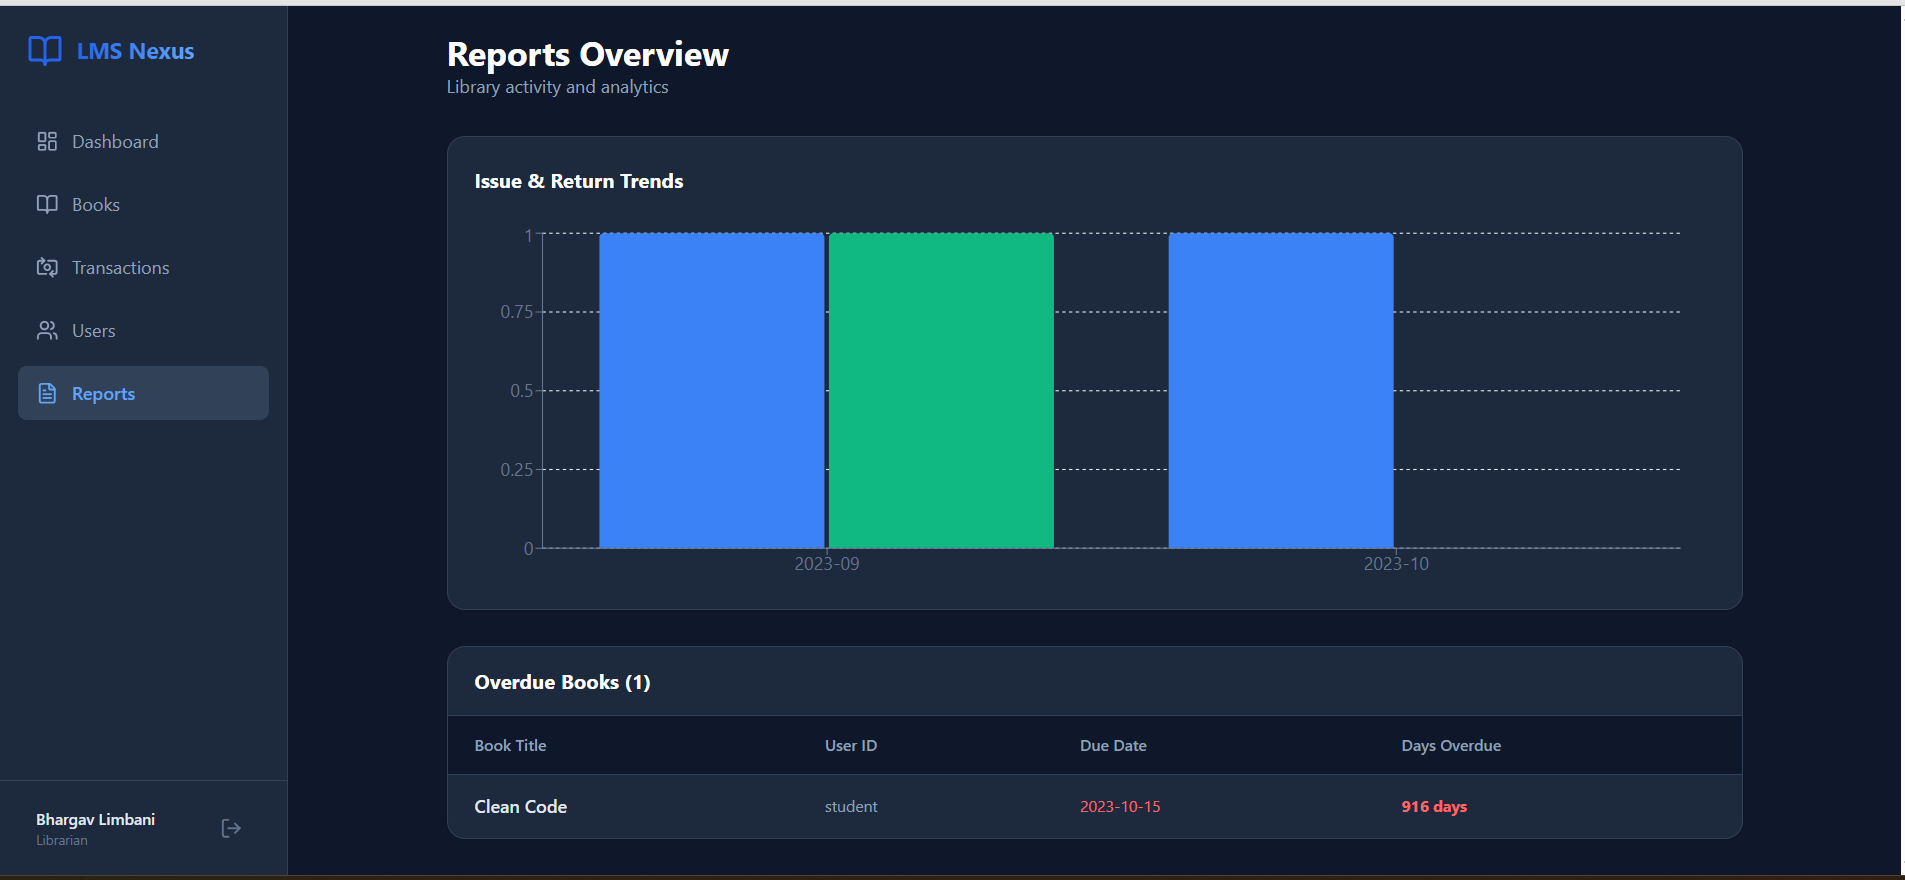 LMS Nexus
Dashboard
Books
Transactions
Users
Reports
Bhargav Limbani
Librarian
Reports Overview
Library activity and analytics
Issue & Return Trends
1
0.75
0.5
0.25
0
2023-09 2023-10
Overdue Books (1)
Book Title User ID Due Date Days Overdue
Clean Code student 2023-10-15 916 days